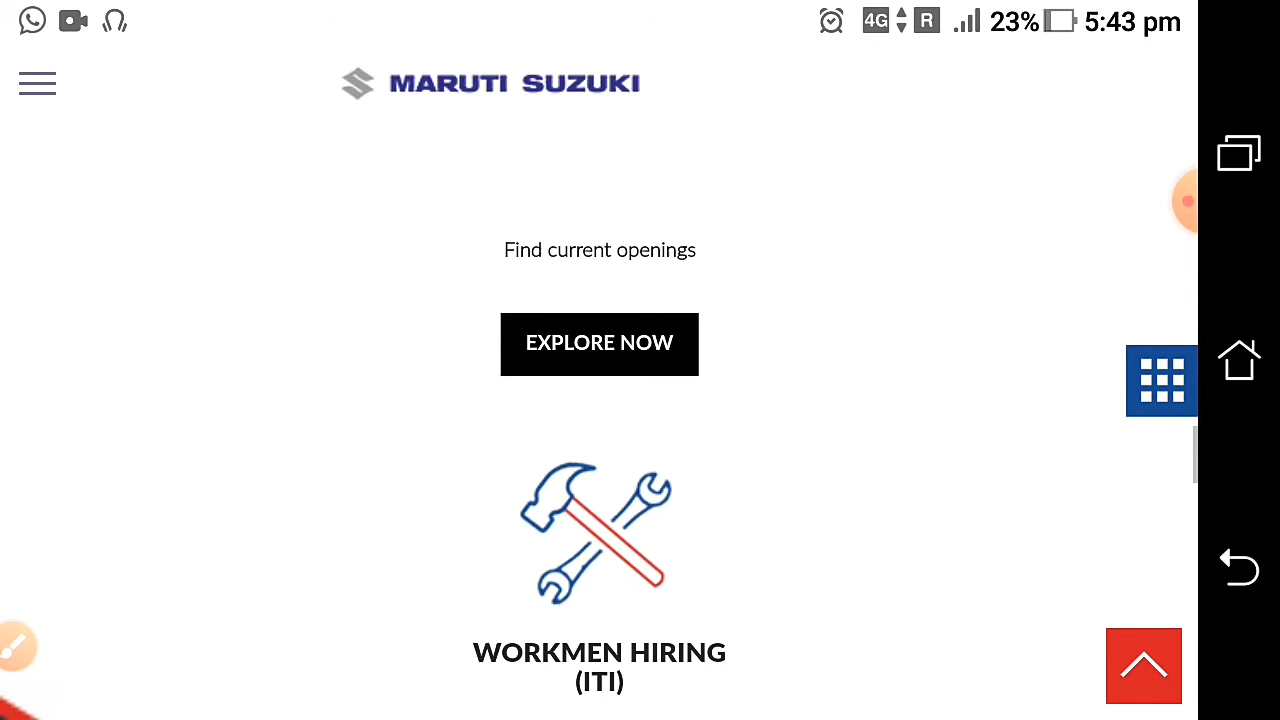 4G R 23% 5:43 pm
MARUTI SUZUKI
Find current openings
EXPLORE NOW
WORKMEN HIRING
(ITI)